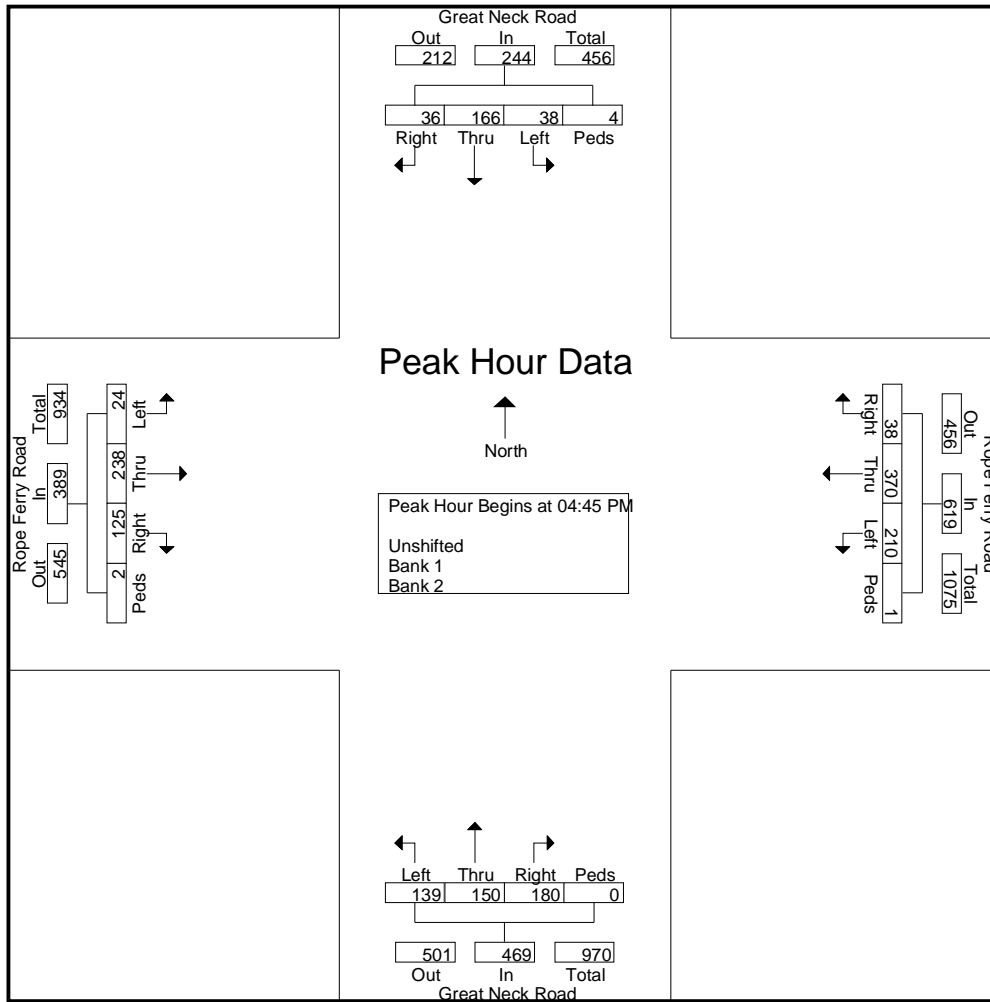 Great Neck Road
Out In Total
212 244 456
36 166 38 4
Right Thru Left Peds
Peak Hour Data
North
Peak Hour Begins at 04:45 PM
Unshifted
Bank 1
Bank 2
Rope Ferry Road
Out In Total
545 389 934
2 125 238 24
Peds Right Thru Left
Rope Ferry Road
Out In Total
456 619 1075
38 370 210 1
Right Thru Left Peds
Left Thru Right Peds
139 150 180 0
501 469 970
Out In Total
Great Neck Road